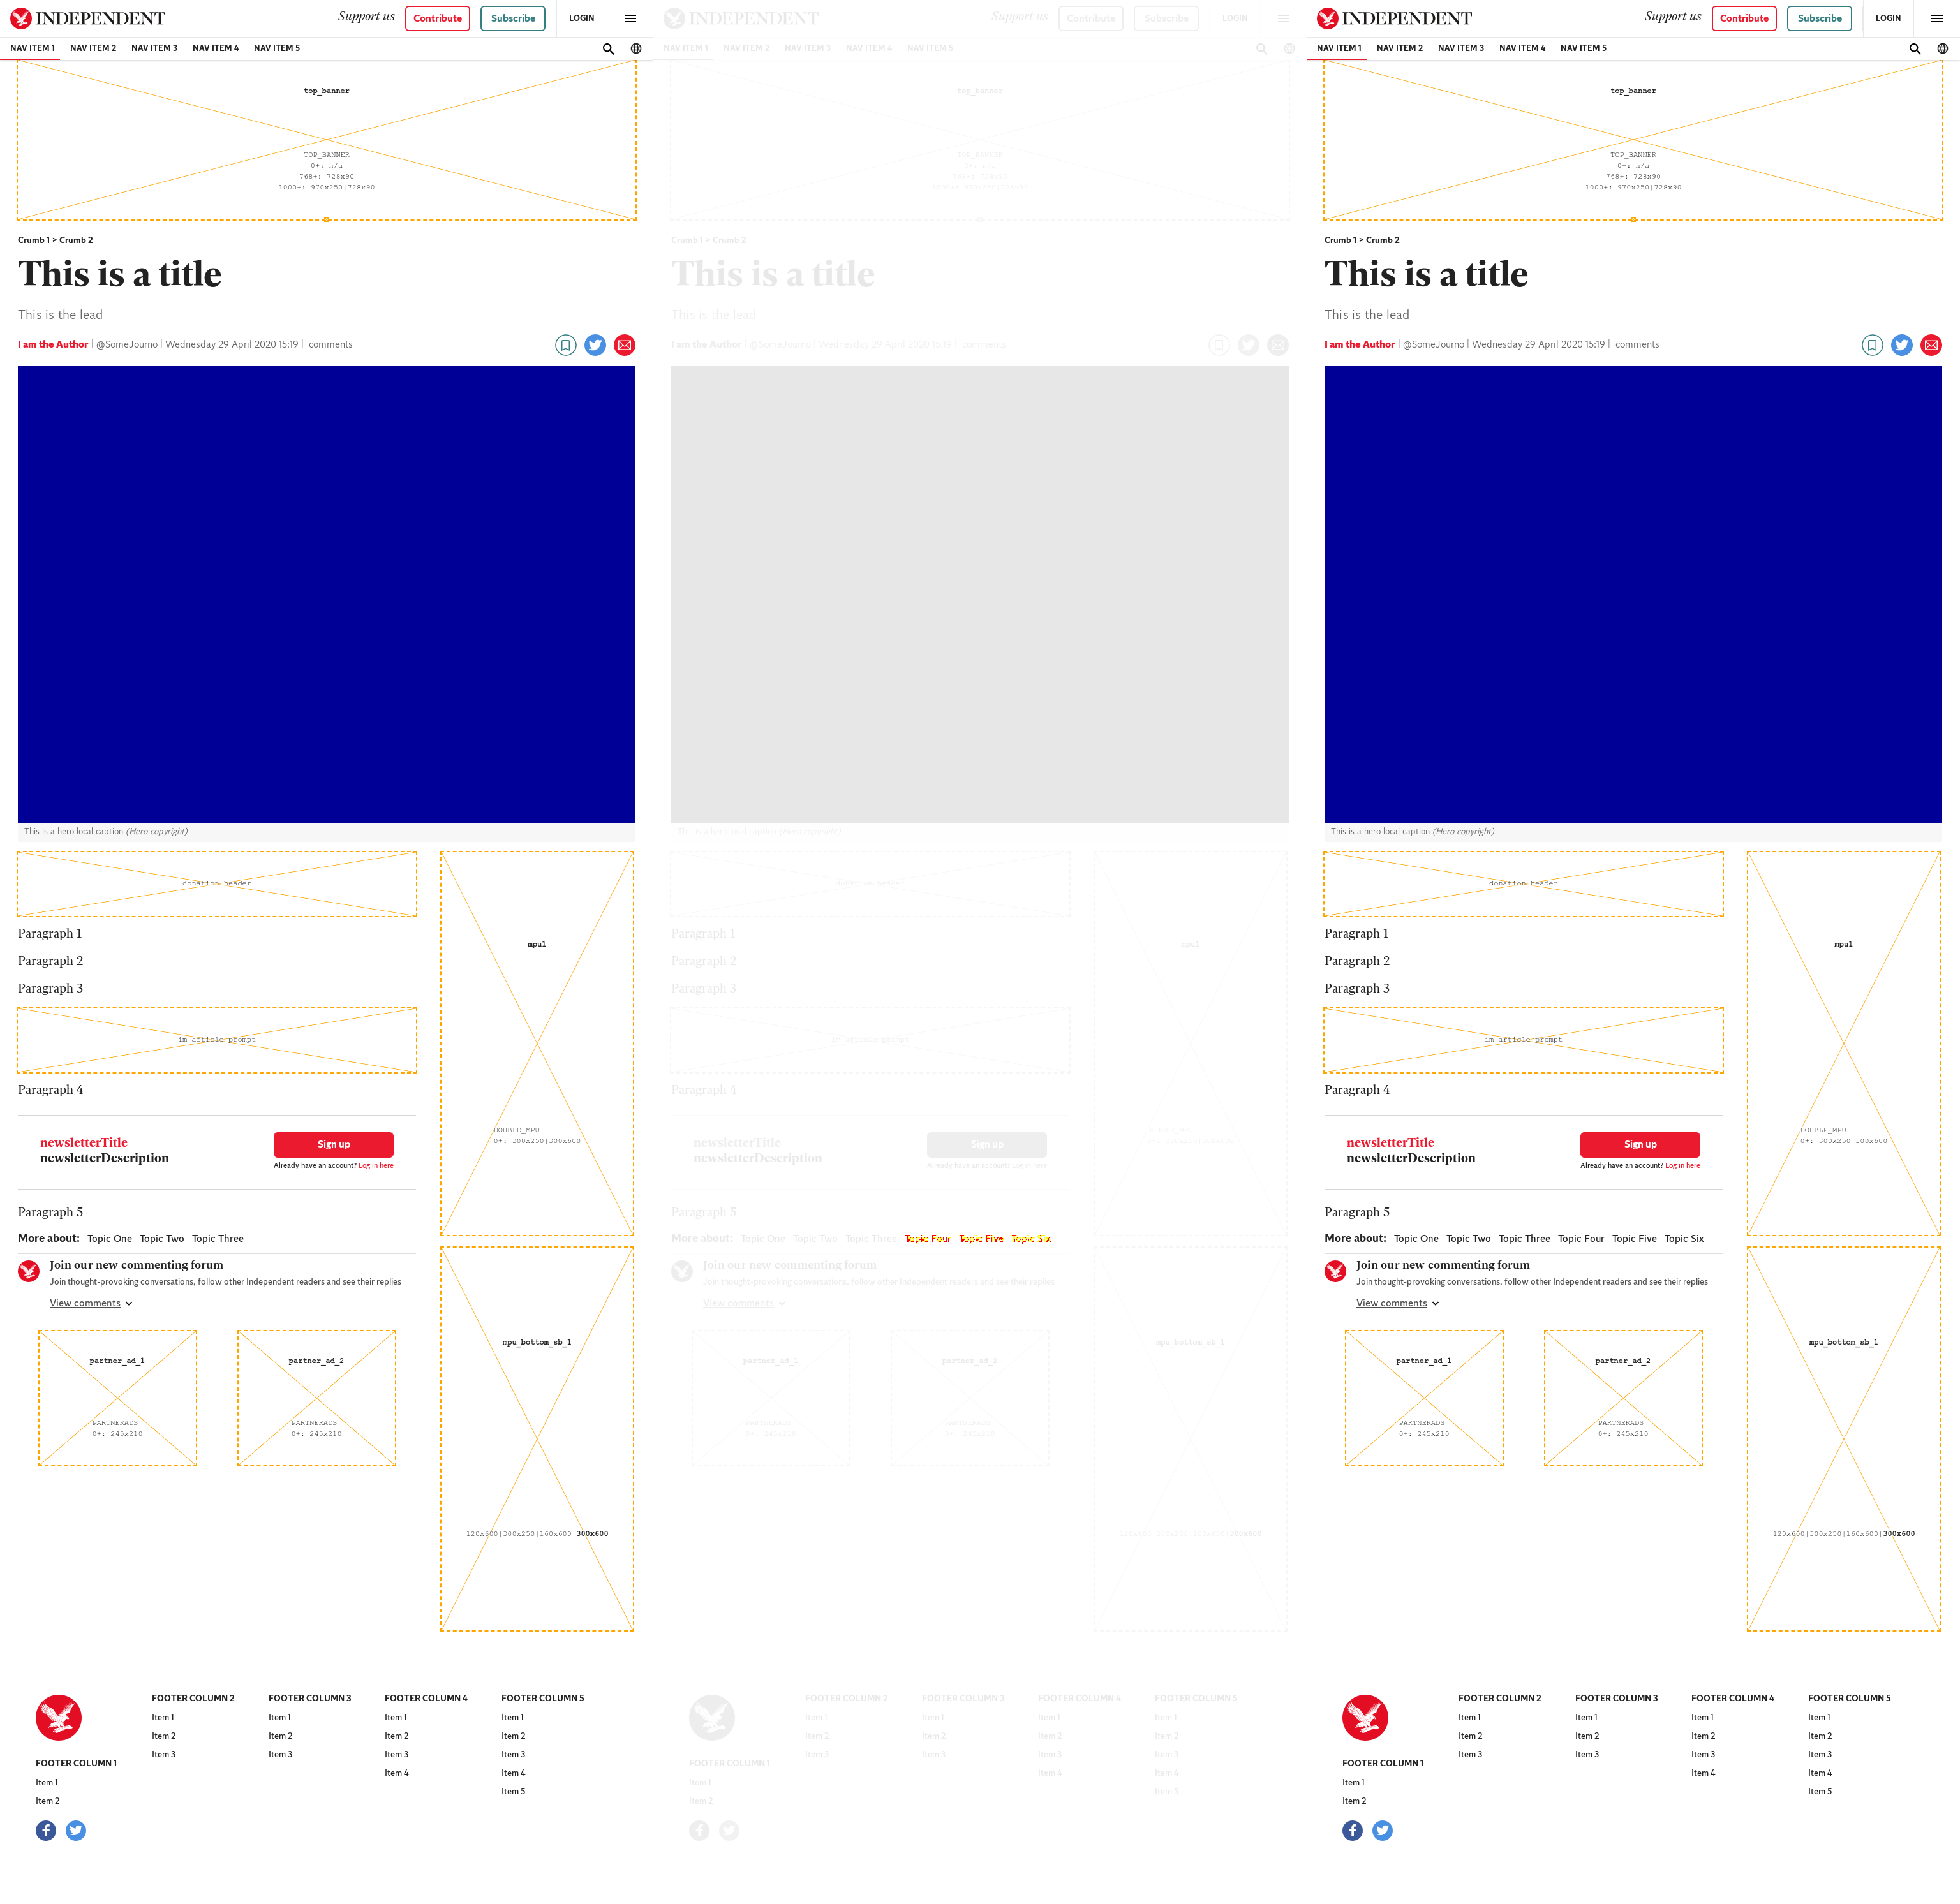 INDEPENDENT
Support us
Contribute
Subscribe
LOGIN
NAV ITEM 1 NAV ITEM 2 NAV ITEM 3 NAV ITEM 4 NAV ITEM 5
top_banner
TOP_BANNER
0+: n/a
768+: 728x90
1000+: 970x250|728x90
Crumb 1 > Crumb 2
This is a title
This is the lead
I am the Author | @SomeJourno | Wednesday 29 April 2020 15:19 | comments
This is a hero local caption (Hero copyright)
donation header
Paragraph 1
Paragraph 2
Paragraph 3
im article prompt
Paragraph 4
newsletterTitle
newsletterDescription
Sign up
Already have an account? Log in here
Paragraph 5
More about: Topic One Topic Two Topic Three
Join our new commenting forum
Join thought-provoking conversations, follow other Independent readers and see their replies
View comments
partner_ad_1
PARTNERADS
0+: 245x210
partner_ad_2
PARTNERADS
0+: 245x210
mpu1
DOUBLE_MPU
0+: 300x250|300x600
mpu_bottom_sb_1
120x600|300x250|160x600|300x600
FOOTER COLUMN 1
Item 1
Item 2
FOOTER COLUMN 2
Item 1
Item 2
Item 3
FOOTER COLUMN 3
Item 1
Item 2
Item 3
FOOTER COLUMN 4
Item 1
Item 2
Item 3
Item 4
FOOTER COLUMN 5
Item 1
Item 2
Item 3
Item 4
Item 5
INDEPENDENT
Support us
Contribute
Subscribe
LOGIN
NAV ITEM 1 NAV ITEM 2 NAV ITEM 3 NAV ITEM 4 NAV ITEM 5
top_banner
Crumb 1 > Crumb 2
This is a title
This is the lead
I am the Author | @SomeJourno | Wednesday 29 April 2020 15:19 | comments
This is a hero local caption (Hero copyright)
Paragraph 1
Paragraph 2
Paragraph 3
Paragraph 4
newsletterTitle
newsletterDescription
Sign up
Already have an account? Log in here
Paragraph 5
More about: Topic One Topic Two Topic Three Topic Four Topic Five Topic Six
Join our new commenting forum
Join thought-provoking conversations, follow other Independent readers and see their replies
View comments
partner_ad_1
partner_ad_2
mpu1
mpu_bottom_sb_1
300x600
FOOTER COLUMN 1
Item 1
Item 2
FOOTER COLUMN 2
Item 1
Item 2
Item 3
FOOTER COLUMN 3
Item 1
Item 2
Item 3
FOOTER COLUMN 4
Item 1
Item 2
Item 3
Item 4
FOOTER COLUMN 5
Item 1
Item 2
Item 3
Item 4
Item 5
INDEPENDENT
Support us
Contribute
Subscribe
LOGIN
NAV ITEM 1 NAV ITEM 2 NAV ITEM 3 NAV ITEM 4 NAV ITEM 5
top_banner
TOP_BANNER
0+: n/a
768+: 728x90
1000+: 970x250|728x90
Crumb 1 > Crumb 2
This is a title
This is the lead
I am the Author | @SomeJourno | Wednesday 29 April 2020 15:19 | comments
This is a hero local caption (Hero copyright)
donation header
Paragraph 1
Paragraph 2
Paragraph 3
im article prompt
Paragraph 4
newsletterTitle
newsletterDescription
Sign up
Already have an account? Log in here
Paragraph 5
More about: Topic One Topic Two Topic Three Topic Four Topic Five Topic Six
Join our new commenting forum
Join thought-provoking conversations, follow other Independent readers and see their replies
View comments
partner_ad_1
PARTNERADS
0+: 245x210
partner_ad_2
PARTNERADS
0+: 245x210
mpu1
DOUBLE_MPU
0+: 300x250|300x600
mpu_bottom_sb_1
120x600|300x250|160x600|300x600
FOOTER COLUMN 1
Item 1
Item 2
FOOTER COLUMN 2
Item 1
Item 2
Item 3
FOOTER COLUMN 3
Item 1
Item 2
Item 3
FOOTER COLUMN 4
Item 1
Item 2
Item 3
Item 4
FOOTER COLUMN 5
Item 1
Item 2
Item 3
Item 4
Item 5